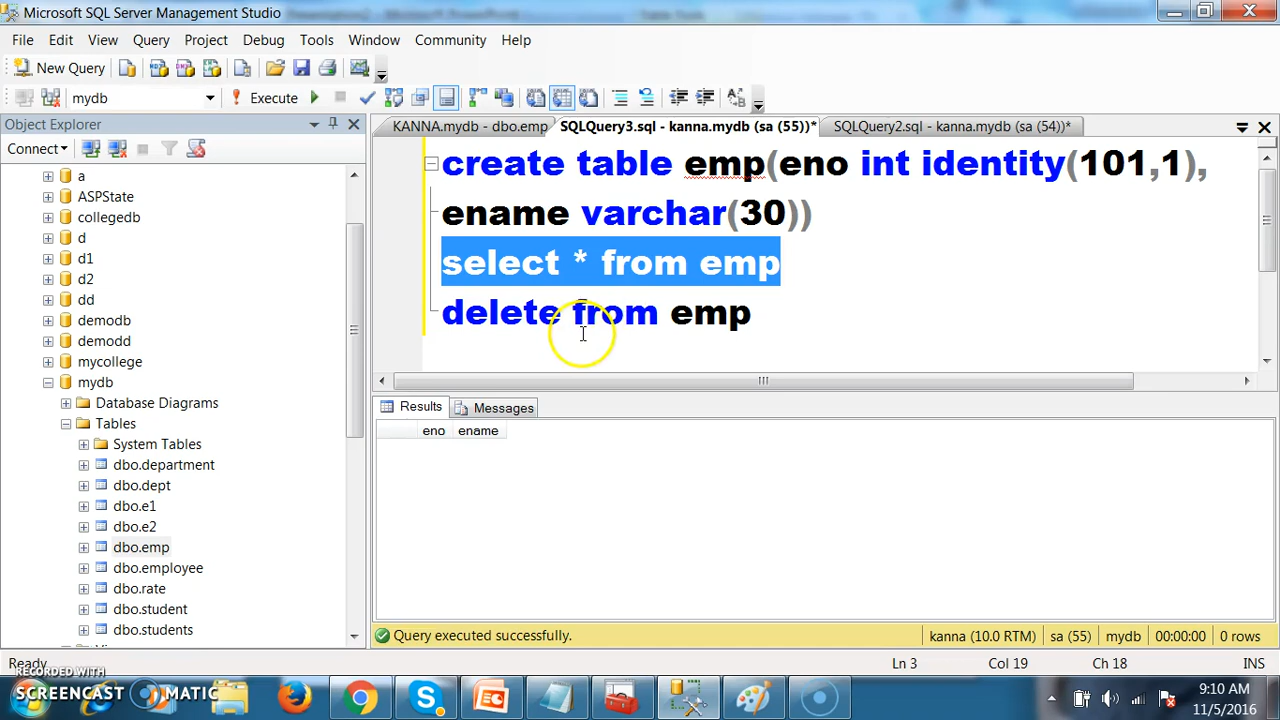 Microsoft SQL Server Management Studio
File Edit View Query Project Debug Tools Window Community Help
New Query
mydb Execute
Object Explorer
KANNA.mydb - dbo.emp SQLQuery3.sql - kanna.mydb (sa (55))* SQLQuery2.sql - kanna.mydb (sa (54))*
Connect
a
ASPState
collegedb
d
d1
d2
dd
demodb
demodd
mycollege
mydb
Database Diagrams
Tables
System Tables
dbo.department
dbo.dept
dbo.e1
dbo.e2
dbo.emp
dbo.employee
dbo.rate
dbo.student
dbo.students
create table emp(eno int identity(101,1),
ename varchar(30))
select * from emp
delete from emp
Results Messages
eno ename
Query executed successfully. kanna (10.0 RTM) sa (55) mydb 00:00:00 0 rows
Ready Ln 3 Col 19 Ch 18 INS
RECORDED WITH
SCREENCAST MATIC
9:10 AM
11/5/2016